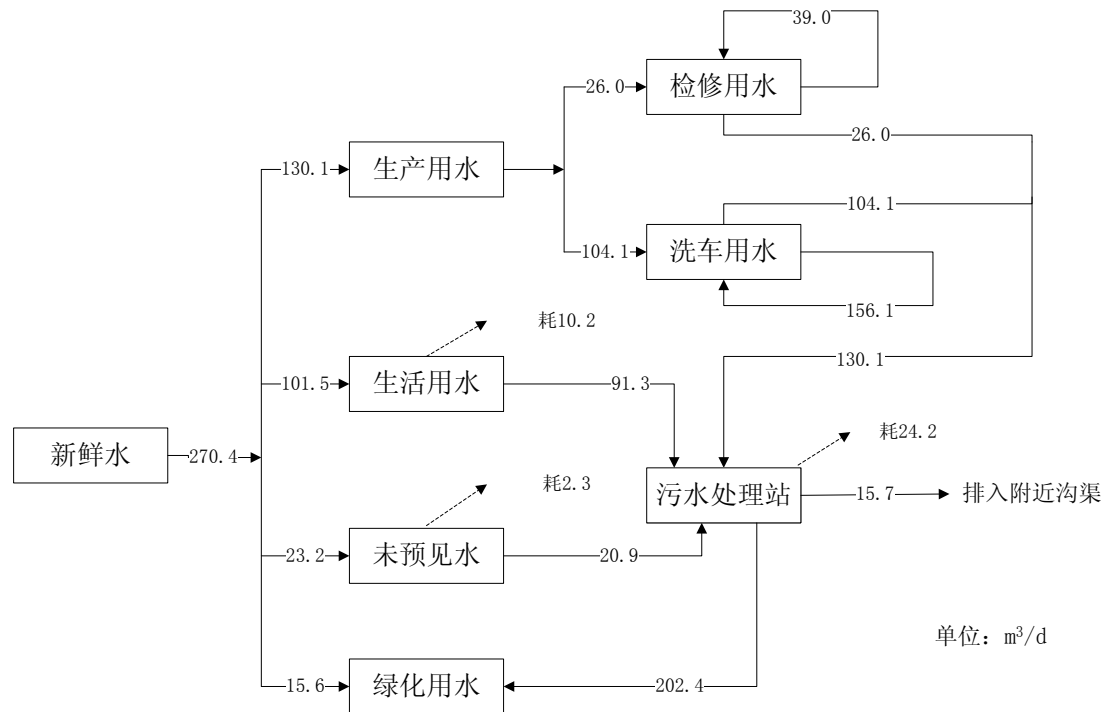 39.0
26.0
检修用水
26.0
130.1
生产用水
104.1
104.1
洗车用水
156.1
耗10.2
130.1
101.5
生活用水
91.3
耗24.2
新鲜水
270.4
耗2.3
污水处理站
15.7
排入附近沟渠
23.2
未预见水
20.9
单位：m³/d
15.6
绿化用水
202.4